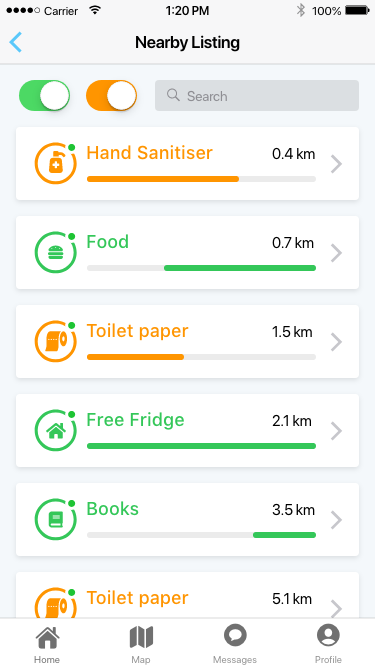 Carrier 1:20 PM 100%
Nearby Listing
Search
Hand Sanitiser 0.4 km
Food 0.7 km
Toilet paper 1.5 km
Free Fridge 2.1 km
Books 3.5 km
Toilet paper 5.1 km
Home Map Messages Profile